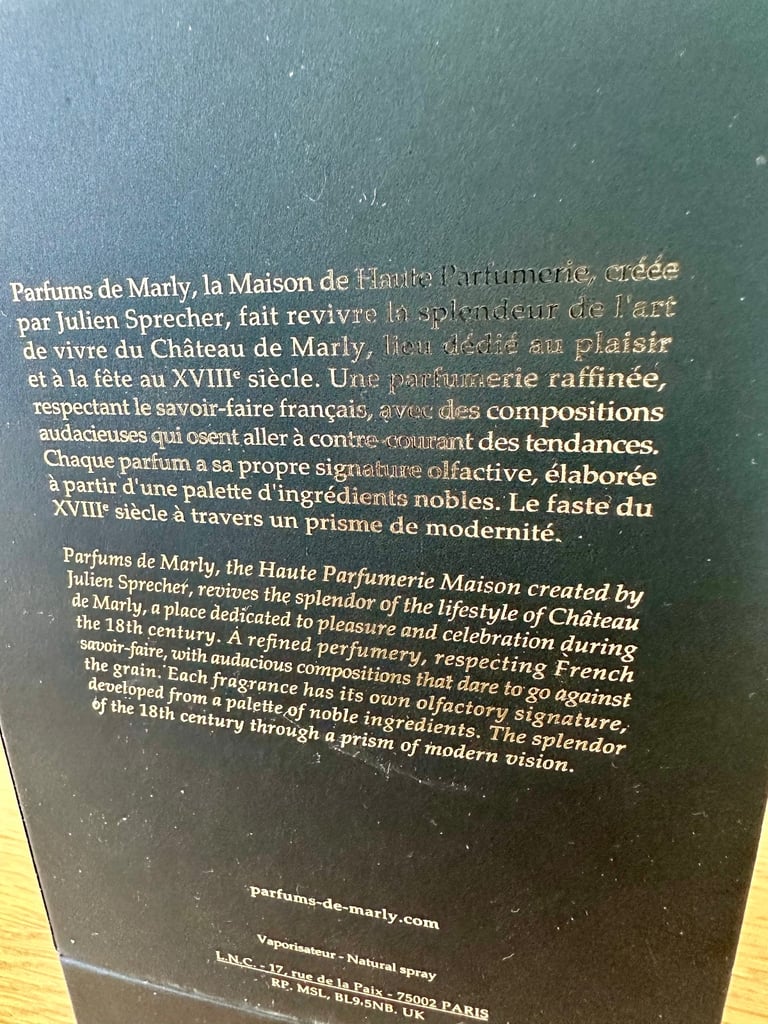 Parfums de Marly, la Maison de Haute Parfumerie, créée
par Julien Sprecher, fait revivre la splendeur de l'art
de vivre du Château de Marly, lieu dédié au plaisir
et à la fête au XVIIIᵉ siècle. Une parfumerie raffinée,
respectant le savoir-faire français, avec des compositions
audacieuses qui osent aller à contre-courant des tendances.
Chaque parfum a sa propre signature olfactive, élaborée
à partir d'une palette d'ingrédients nobles. Le faste du
XVIIIᵉ siècle à travers un prisme de modernité.
Parfums de Marly, the Haute Parfumerie Maison created by
Julien Sprecher, revives the splendor of the lifestyle of Château
de Marly, a place dedicated to pleasure and celebration during
the 18th century. A refined perfumery, respecting French
savoir-faire, with audacious compositions that dare to go against
the grain. Each fragrance has its own olfactory signature,
developed from a palette of noble ingredients. The splendor
of the 18th century through a prism of modern vision.
parfums-de-marly.com
Vaporisateur - Natural spray
L.N.C. - 17, rue de la Paix - 75002 PARIS
RP. MSL, BL9.5NB. UK